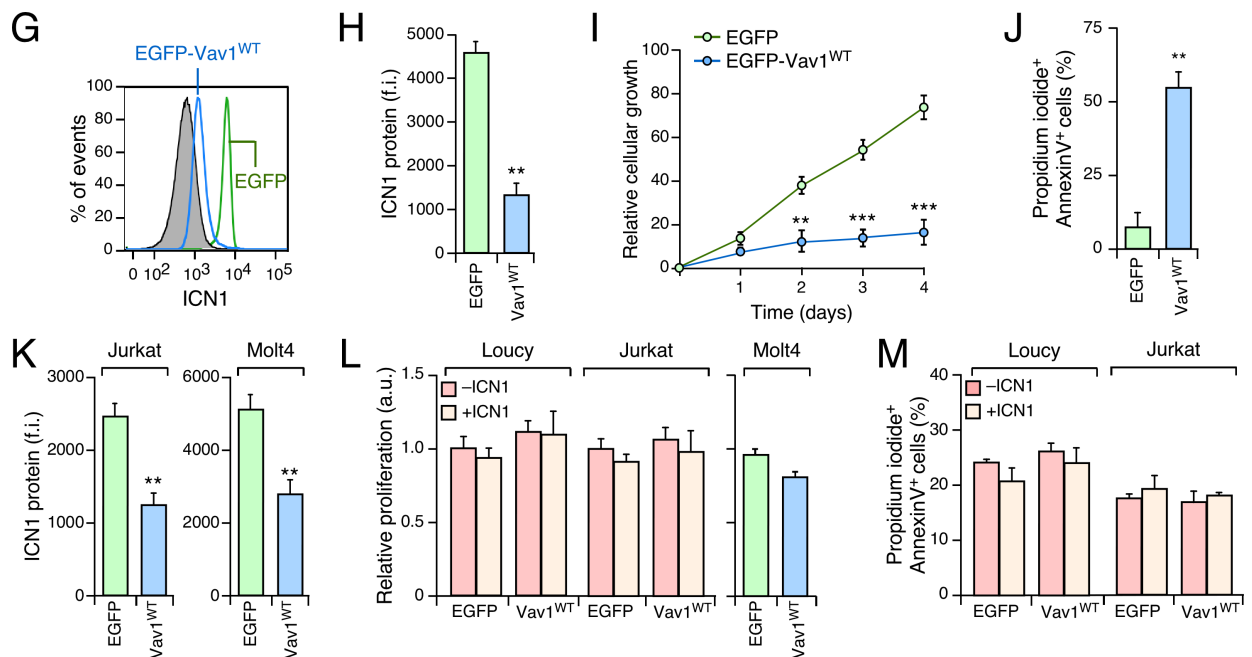 G
EGFP-Vav1WT
% of events
100
80
60
40
20
0
EGFP
0 10² 10³ 10⁴ 10⁵
ICN1
H
ICN1 protein (f.i.)
5000
4000
3000
2000
1000
0
**
EGFP
Vav1WT
I
EGFP
EGFP-Vav1WT
Relative cellular growth
100
80
60
40
20
0
** *** ***
1 2 3 4
Time (days)
J
Propidium iodide+
AnnexinV+ cells (%)
75
50
25
0
**
EGFP
Vav1WT
K
Jurkat
ICN1 protein (f.i.)
3000
2000
1000
0
**
EGFP
Vav1WT
Molt4
6000
4000
2000
0
**
EGFP
Vav1WT
L
Loucy Jurkat Molt4
Relative proliferation (a.u.)
1.5
1.0
0.5
0
–ICN1
+ICN1
EGFP Vav1WT EGFP Vav1WT
EGFP
Vav1WT
M
Loucy Jurkat
Propidium iodide+
AnnexinV+ cells (%)
40
30
20
10
0
–ICN1
+ICN1
EGFP Vav1WT EGFP Vav1WT